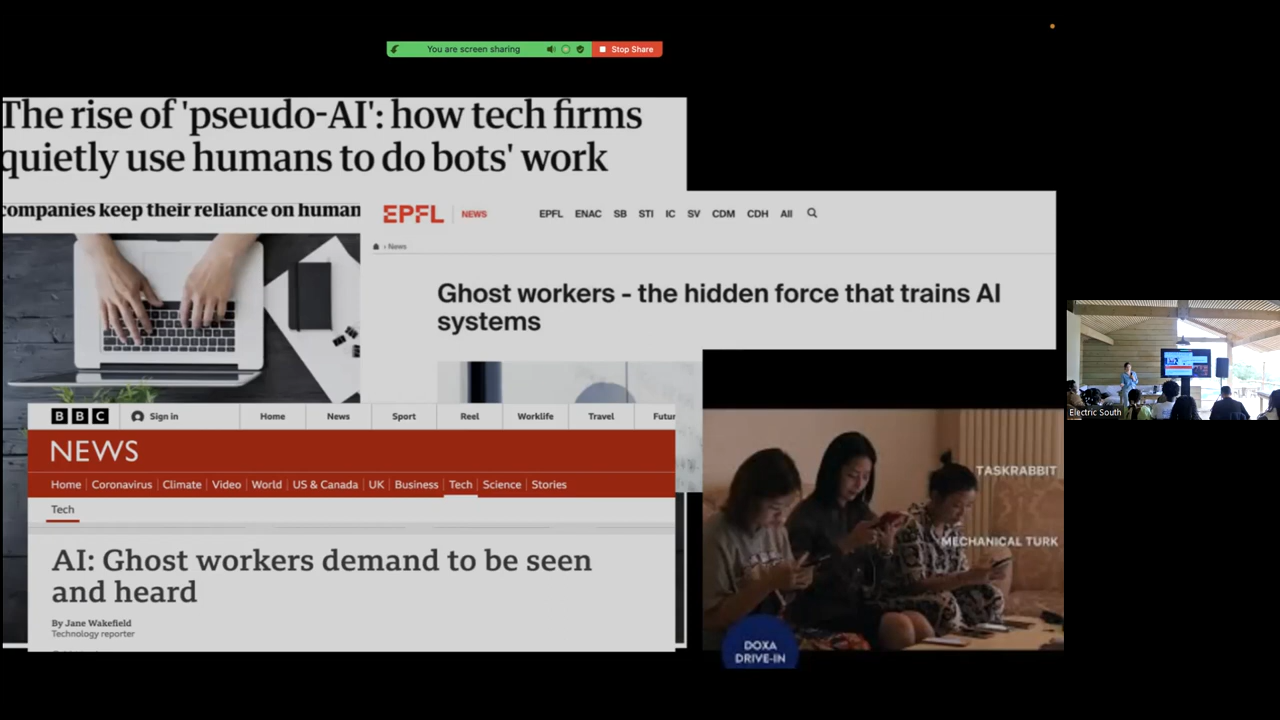 You are screen sharing
Stop Share
The rise of 'pseudo-AI': how tech firms
quietly use humans to do bots' work
companies keep their reliance on human
EPFL NEWS EPFL ENAC SB STI IC SV CDM CDH All
‹ News
Ghost workers - the hidden force that trains AI
systems
BBC Sign in Home News Sport Reel Worklife Travel Futur
NEWS
Home Coronavirus Climate Video World US & Canada UK Business Tech Science Stories
Tech
AI: Ghost workers demand to be seen
and heard
By Jane Wakefield
Technology reporter
TASKRABBIT
MECHANICAL TURK
DOXA
DRIVE-IN
Electric South